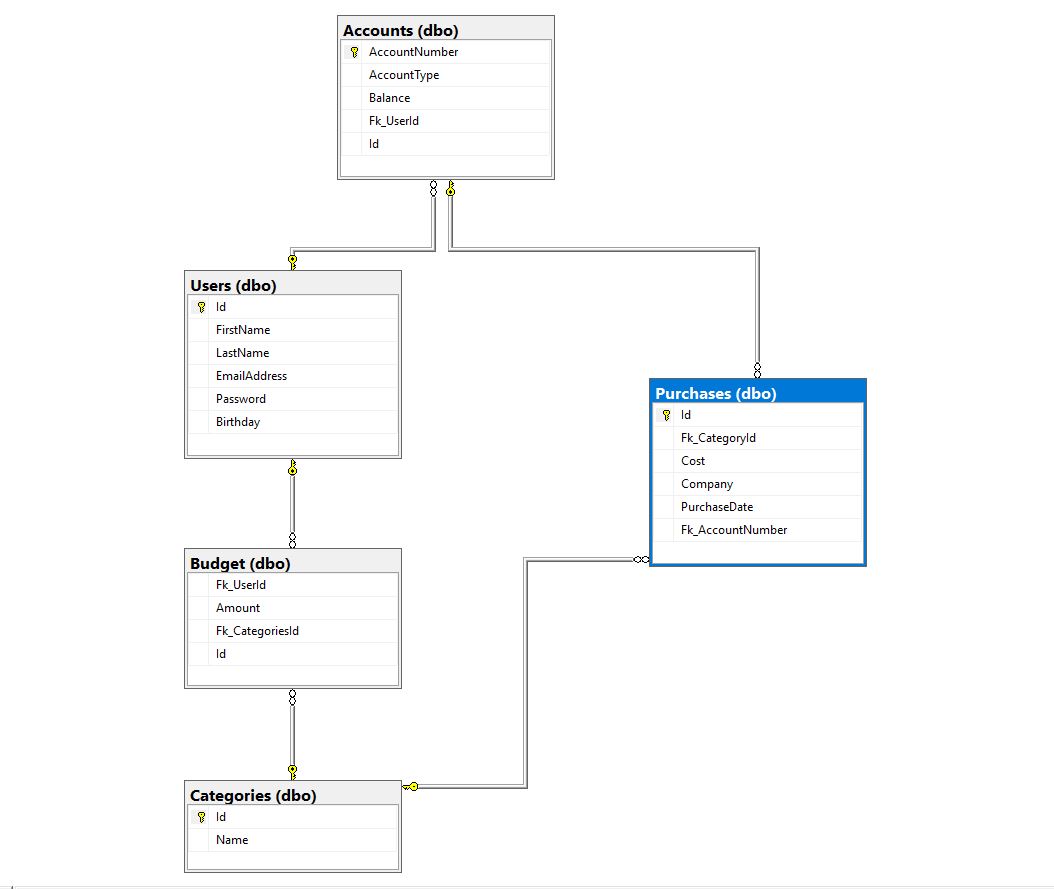 Accounts (dbo)
AccountNumber
AccountType
Balance
Fk_UserId
Id
Users (dbo)
Id
FirstName
LastName
EmailAddress
Password
Birthday
Purchases (dbo)
Id
Fk_CategoryId
Cost
Company
PurchaseDate
Fk_AccountNumber
Budget (dbo)
Fk_UserId
Amount
Fk_CategoriesId
Id
Categories (dbo)
Id
Name